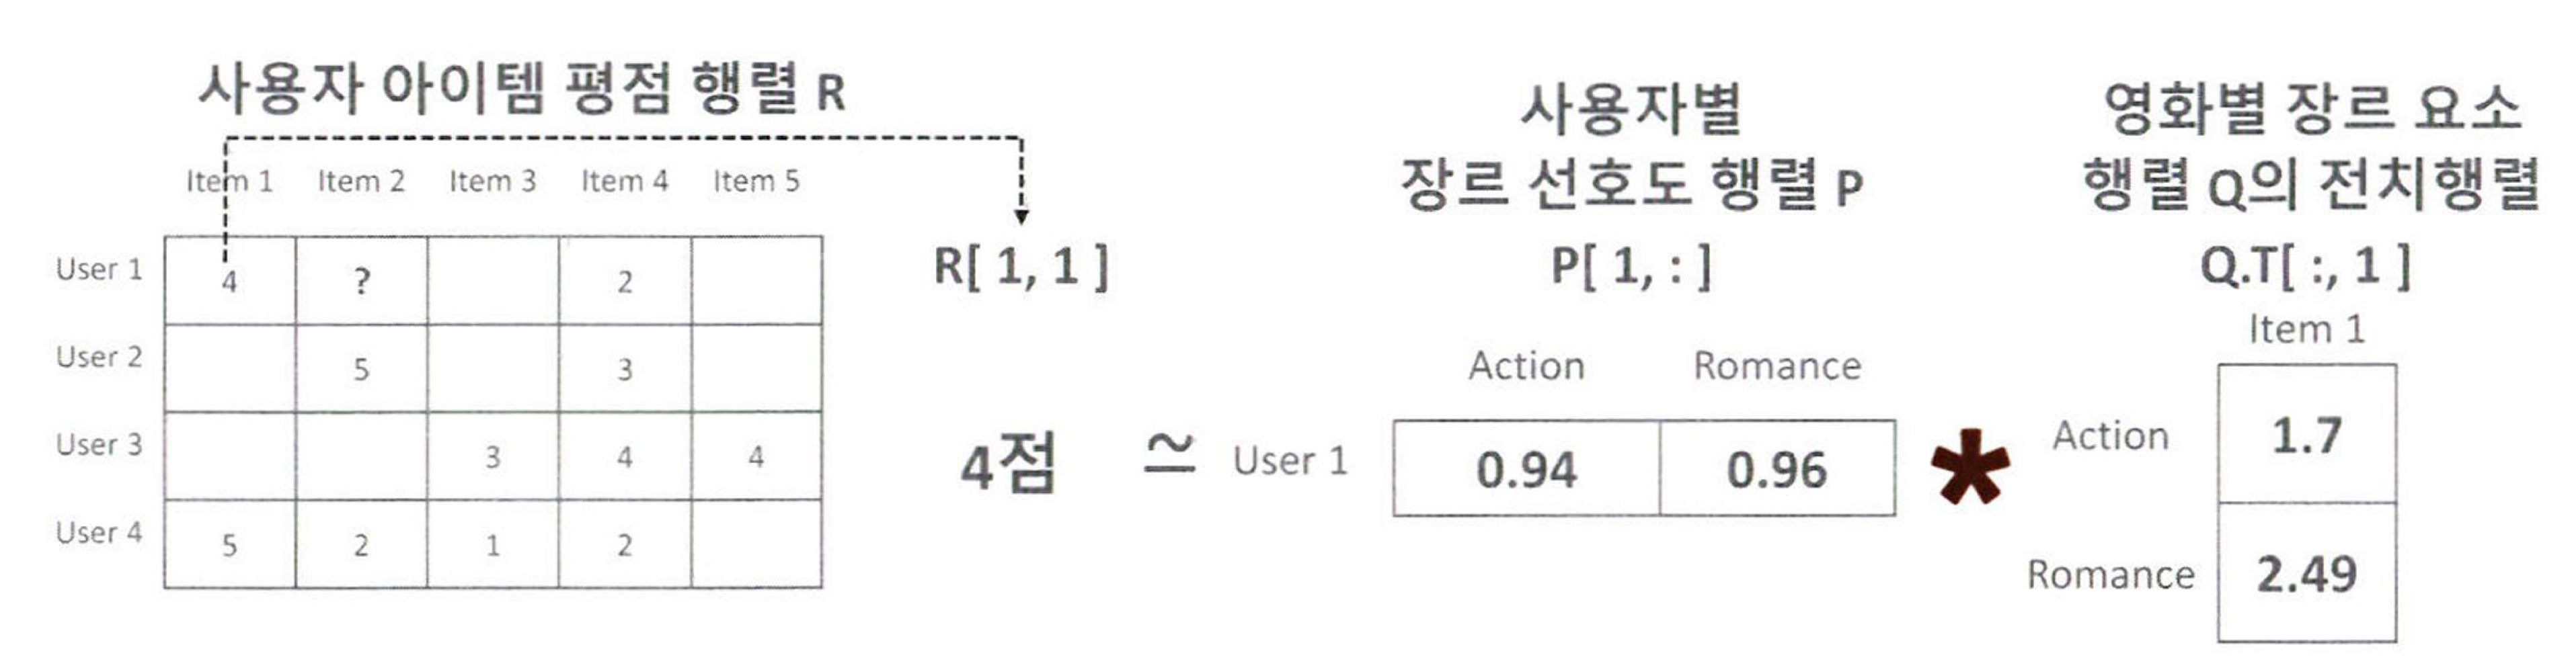 사용자 아이템 평점 행렬 R
Item 1 Item 2 Item 3 Item 4 Item 5
User 1 4 ? 2
User 2 5 3
User 3 3 4 4
User 4 5 2 1 2
R[ 1, 1 ]
4점 ≃
사용자별
장르 선호도 행렬 P
P[ 1, : ]
Action Romance
User 1 0.94 0.96
*
영화별 장르 요소
행렬 Q의 전치행렬
Q.T[ :, 1 ]
Item 1
Action 1.7
Romance 2.49